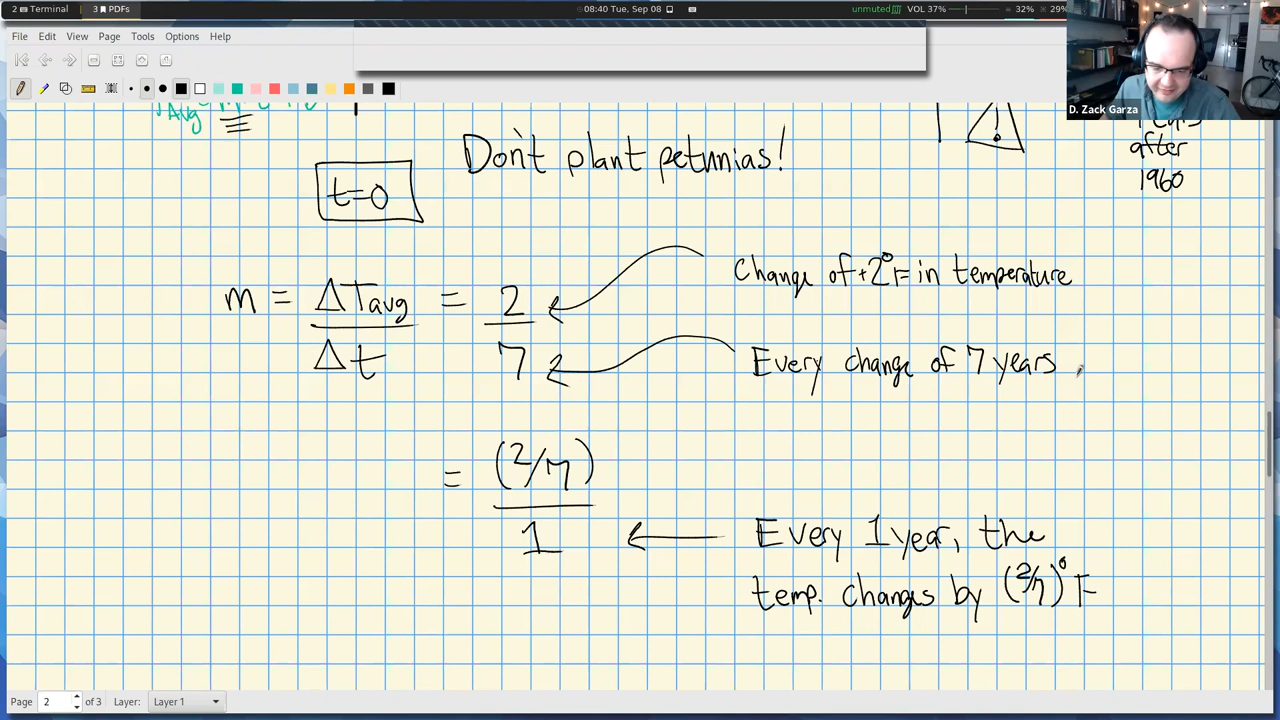 2 Terminal
3 PDFs
08:40 Tue, Sep 08
unmuted
VOL 37%
32%
29%
File Edit View Page Tools Options Help
D. Zack Garza
Avg
after
1960
Don't plant petunias!
t=0
m = ΔTavg/Δt = 2/7
Change of +2°F in temperature
Every change of 7 years
= (2/7)/1
Every 1 year, the
temp. changes by (2/7)°F
Page 2 of 3 Layer: Layer 1